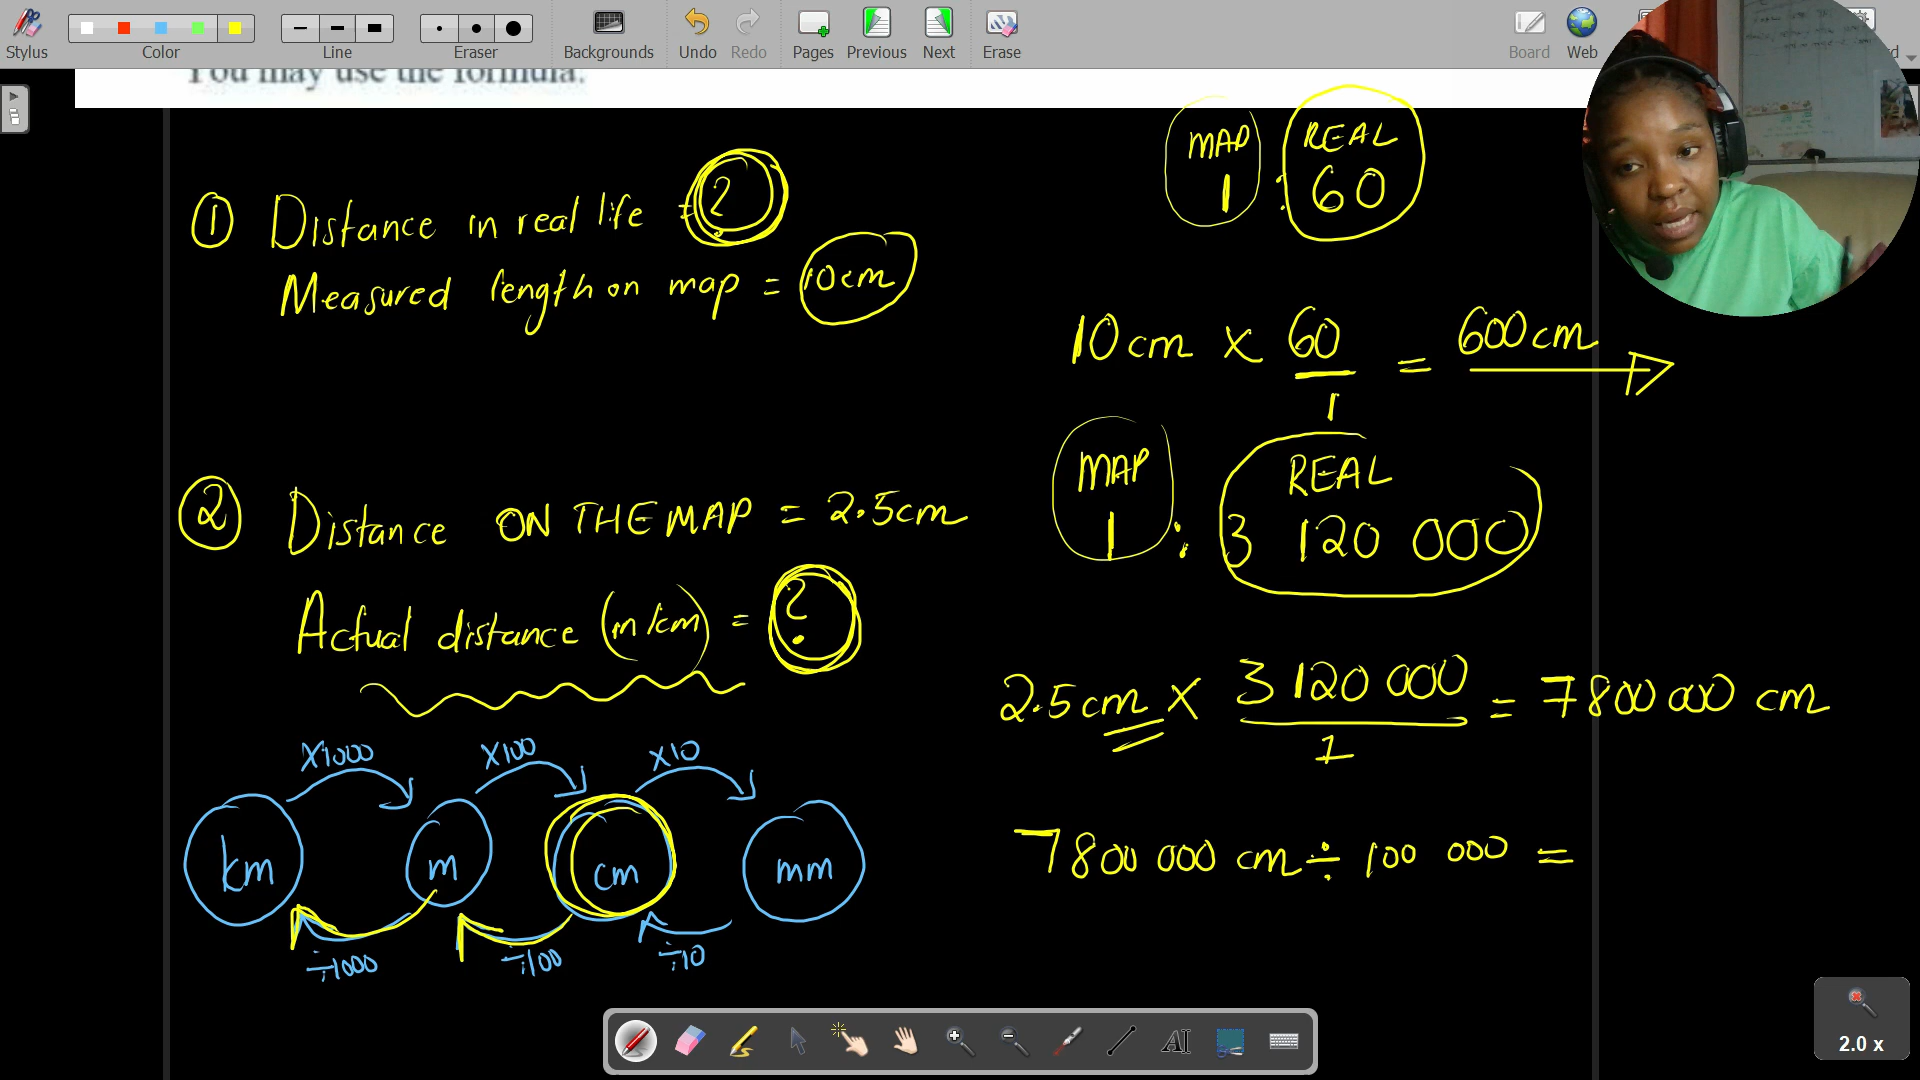 Stylus
Color
Line
Eraser
Backgrounds
Undo
Redo
Pages
Previous
Next
Erase
Board
Web
You may use the formula:
MAP REAL
1 : 60
① Distance in real life = ?
Measured length on map = 10cm
10cm × 60/1 = 600cm
MAP REAL
1 : 3 120 000
② Distance ON THE MAP = 2.5cm
Actual distance (in km) = ?
2.5cm × 3 120 000/1 = 7 800 000 cm
×1000 ×100 ×10
km m cm mm
÷1000 ÷100 ÷10
7 800 000 cm ÷ 100 000 =
AI
2.0 x